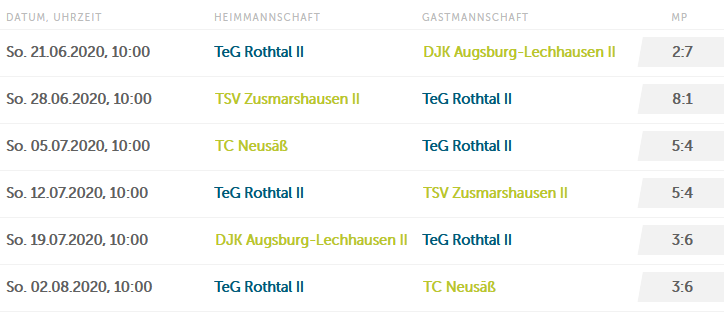 DATUM, UHRZEIT HEIMMANNSCHAFT GASTMANNSCHAFT MP
So. 21.06.2020, 10:00 TeG Rothtal II DJK Augsburg-Lechhausen II 2:7
So. 28.06.2020, 10:00 TSV Zusmarshausen II TeG Rothtal II 8:1
So. 05.07.2020, 10:00 TC Neusäß TeG Rothtal II 5:4
So. 12.07.2020, 10:00 TeG Rothtal II TSV Zusmarshausen II 5:4
So. 19.07.2020, 10:00 DJK Augsburg-Lechhausen II TeG Rothtal II 3:6
So. 02.08.2020, 10:00 TeG Rothtal II TC Neusäß 3:6